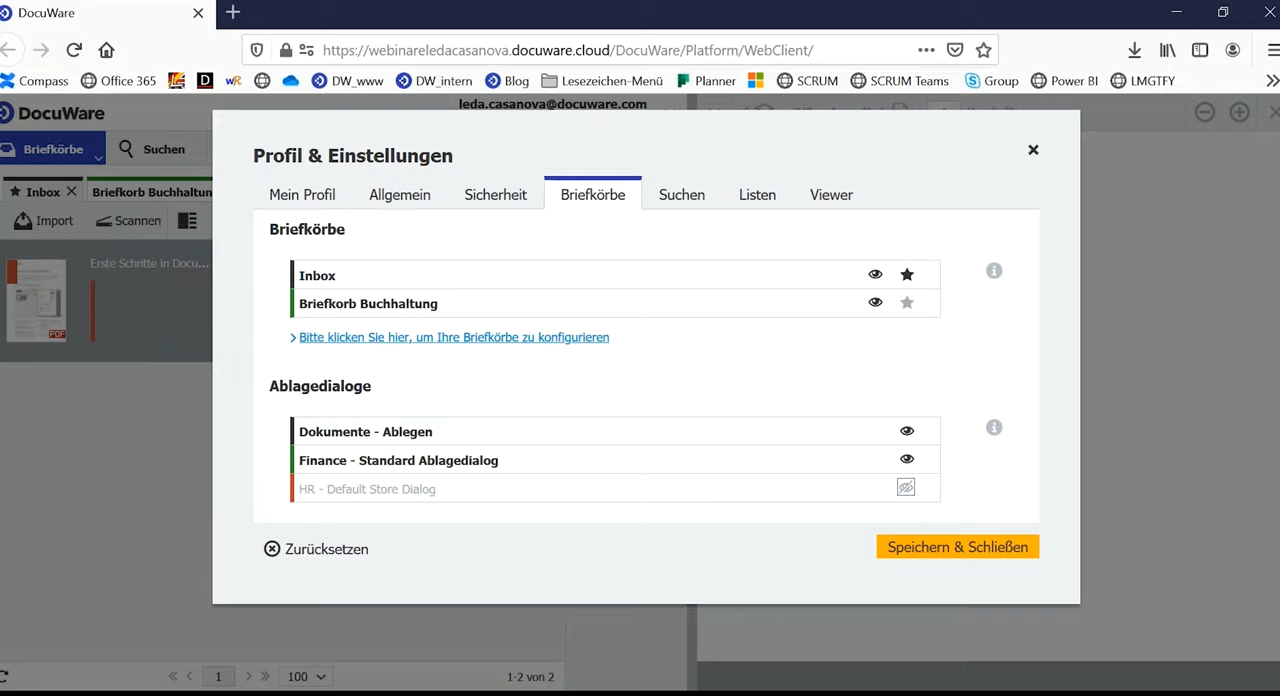 DocuWare
https://webinareledacasanova.docuware.cloud/DocuWare/Platform/WebClient/
Compass Office 365 D wR DW_www DW_intern Blog Lesezeichen-Menü Planner SCRUM SCRUM Teams Group Power BI LMGTFY
leda.casanova@docuware.com
DocuWare
Briefkörbe Suchen
Inbox Briefkorb Buchhaltun
Import Scannen
Erste Schritte in Docu...
PDF
Profil & Einstellungen
Mein Profil Allgemein Sicherheit Briefkörbe Suchen Listen Viewer
Briefkörbe
Inbox
Briefkorb Buchhaltung
Bitte klicken Sie hier, um Ihre Briefkörbe zu konfigurieren
Ablagedialoge
Dokumente - Ablegen
Finance - Standard Ablagedialog
HR - Default Store Dialog
Zurücksetzen Speichern & Schließen
1 100 1-2 von 2